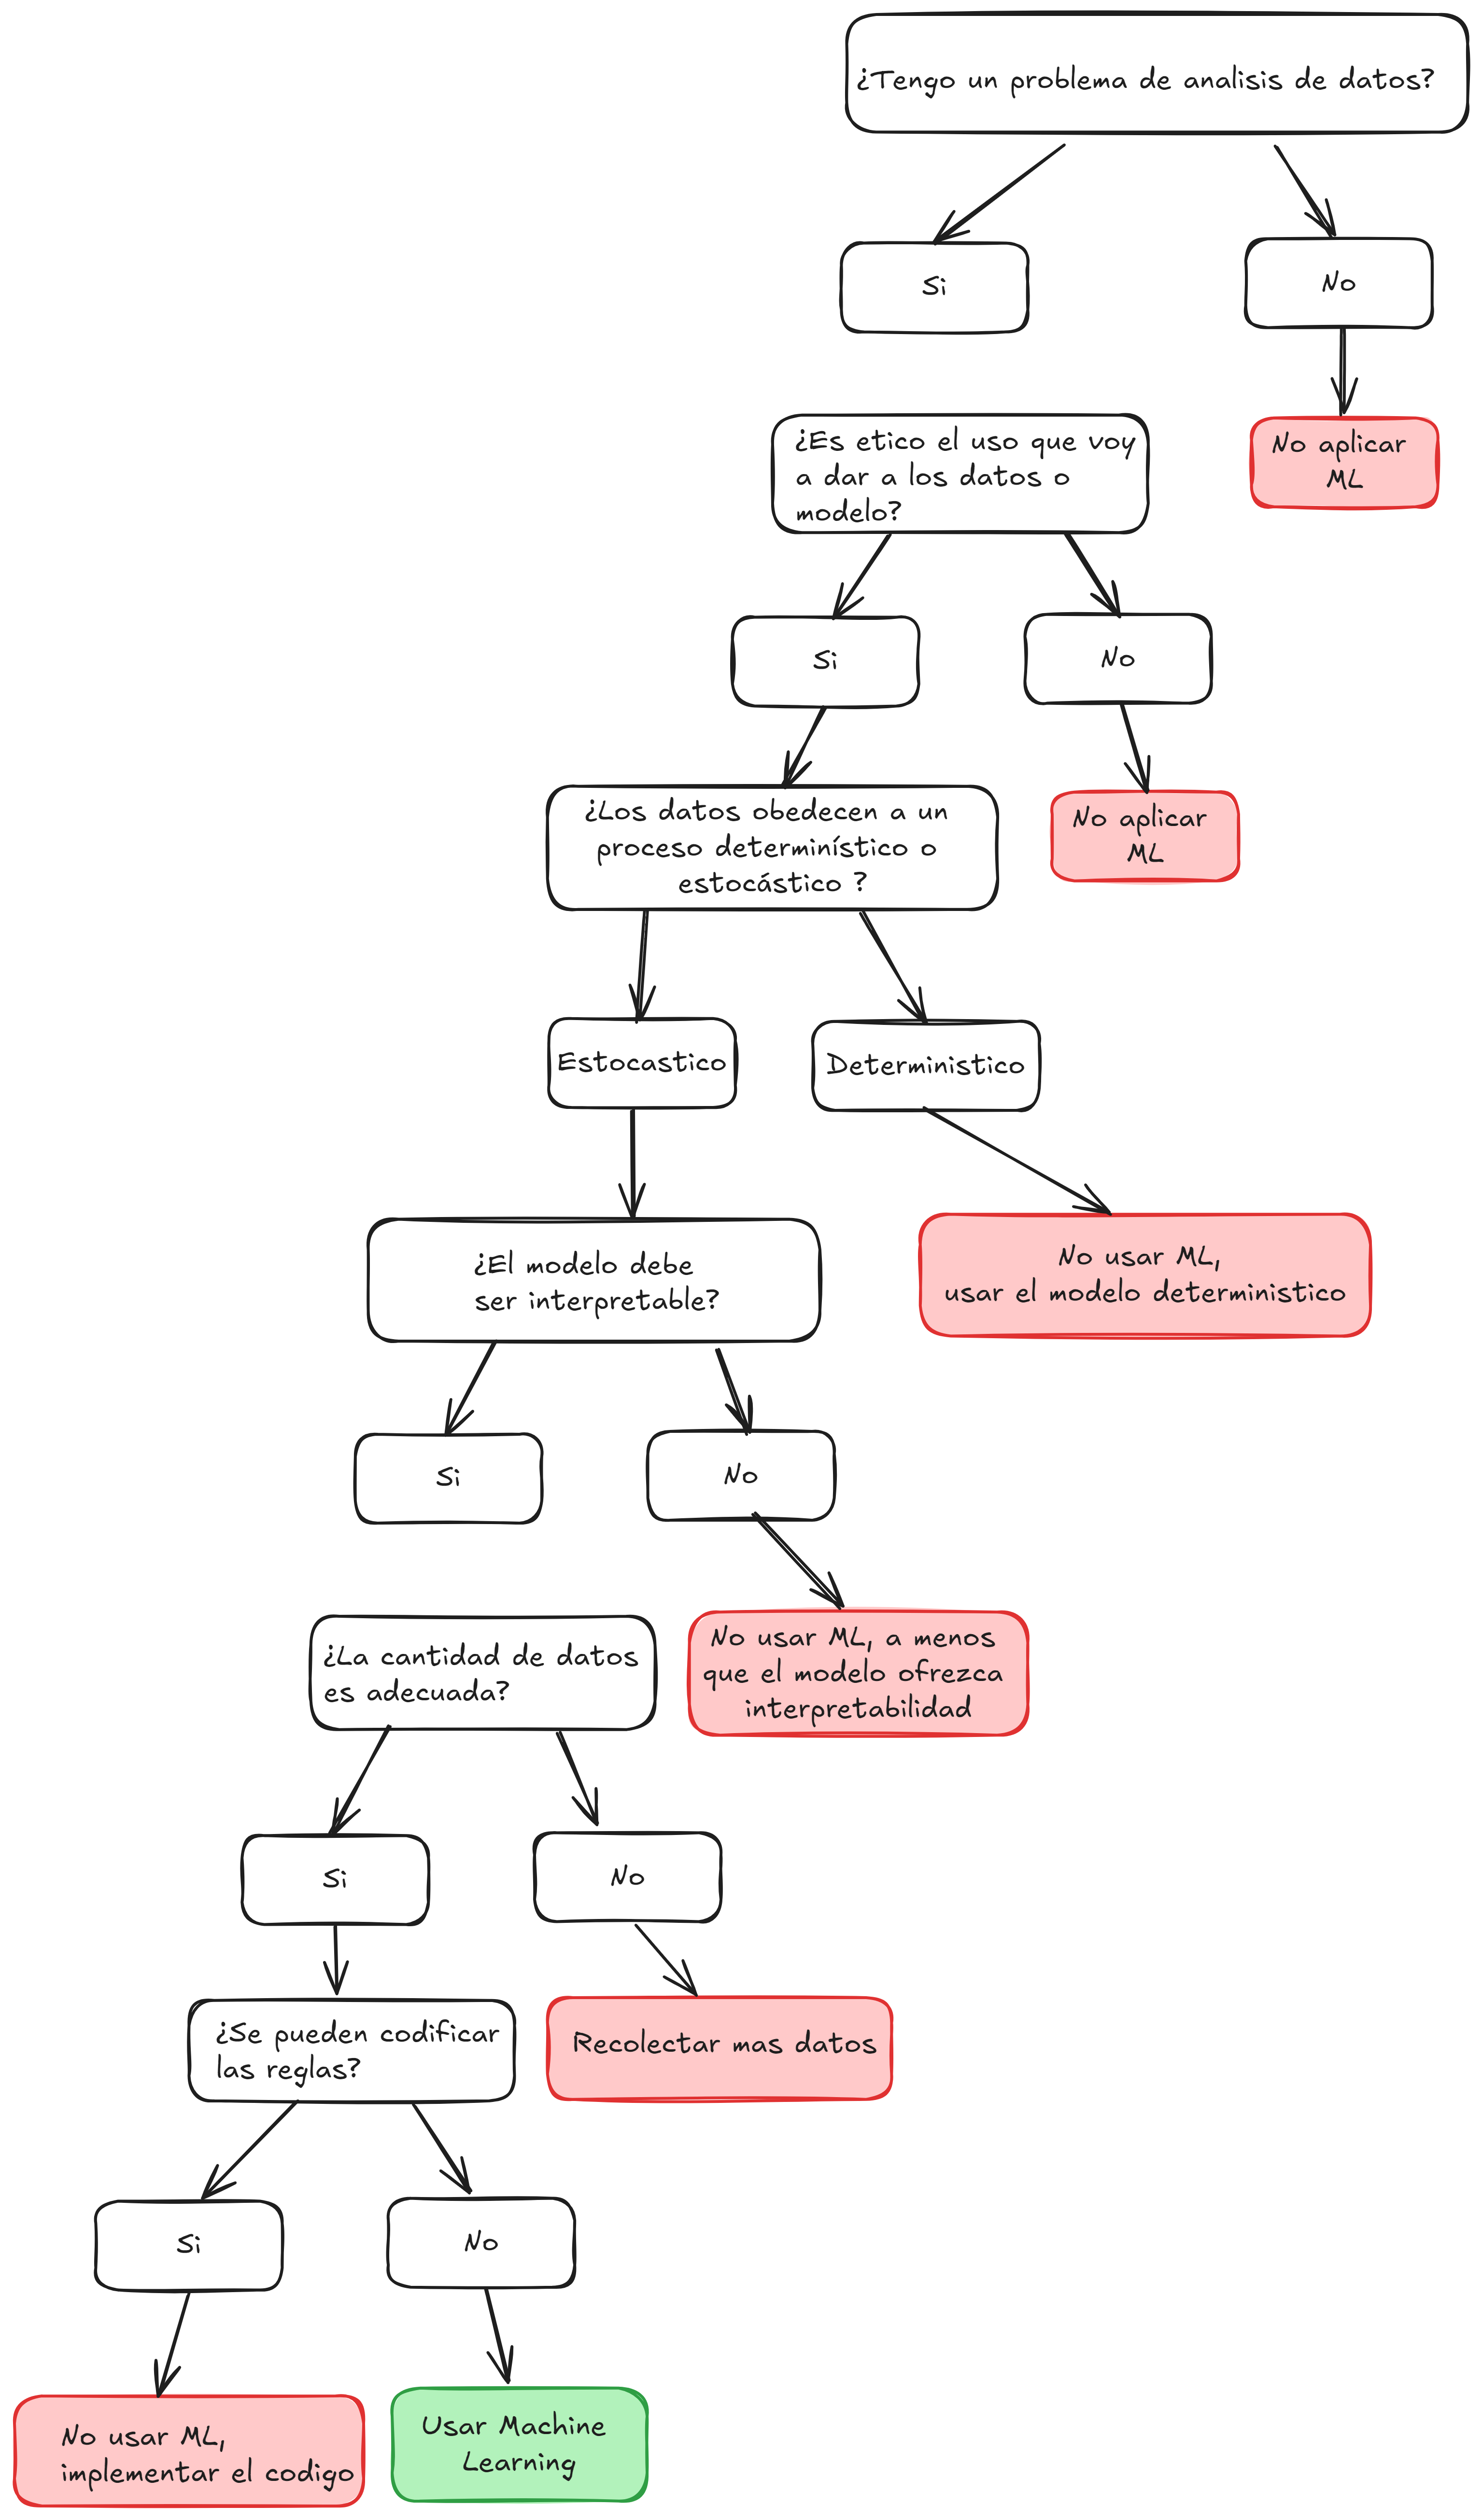 ¿Tengo un problema de analisis de datos?
Si
No
¿Es etico el uso que voy
a dar a los datos o
modelo?
No aplicar
ML
Si
No
¿Los datos obedecen a un
proceso determinístico o
estocástico ?
No aplicar
ML
Estocastico
Deterministico
¿El modelo debe
ser interpretable?
No usar ML,
usar el modelo deterministico
Si
No
¿La cantidad de datos
es adecuada?
No usar ML, a menos
que el modelo ofrezca
interpretabilidad
Si
No
¿Se pueden codificar
las reglas?
Recolectar mas datos
Si
No
No usar ML,
implementar el codigo
Usar Machine
Learning